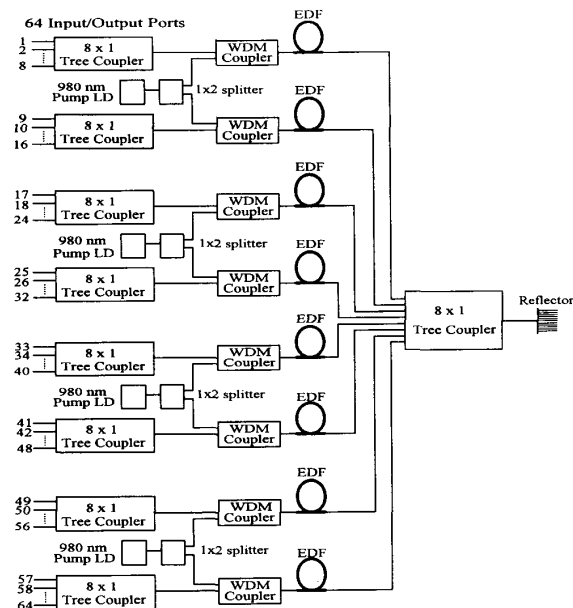 64 Input/Output Ports
1
2
8
8 x 1
Tree Coupler
WDM
Coupler
EDF
980 nm
Pump LD
1x2 splitter
9
10
16
8 x 1
Tree Coupler
WDM
Coupler
EDF
17
18
24
8 x 1
Tree Coupler
WDM
Coupler
EDF
980 nm
Pump LD
1x2 splitter
25
26
32
8 x 1
Tree Coupler
WDM
Coupler
EDF
8 x 1
Tree Coupler
Reflector
33
34
40
8 x 1
Tree Coupler
WDM
Coupler
EDF
980 nm
Pump LD
1x2 splitter
41
42
48
8 x 1
Tree Coupler
WDM
Coupler
EDF
49
50
56
8 x 1
Tree Coupler
WDM
Coupler
EDF
980 nm
Pump LD
1x2 splitter
57
58
64
8 x 1
Tree Coupler
WDM
Coupler
EDF